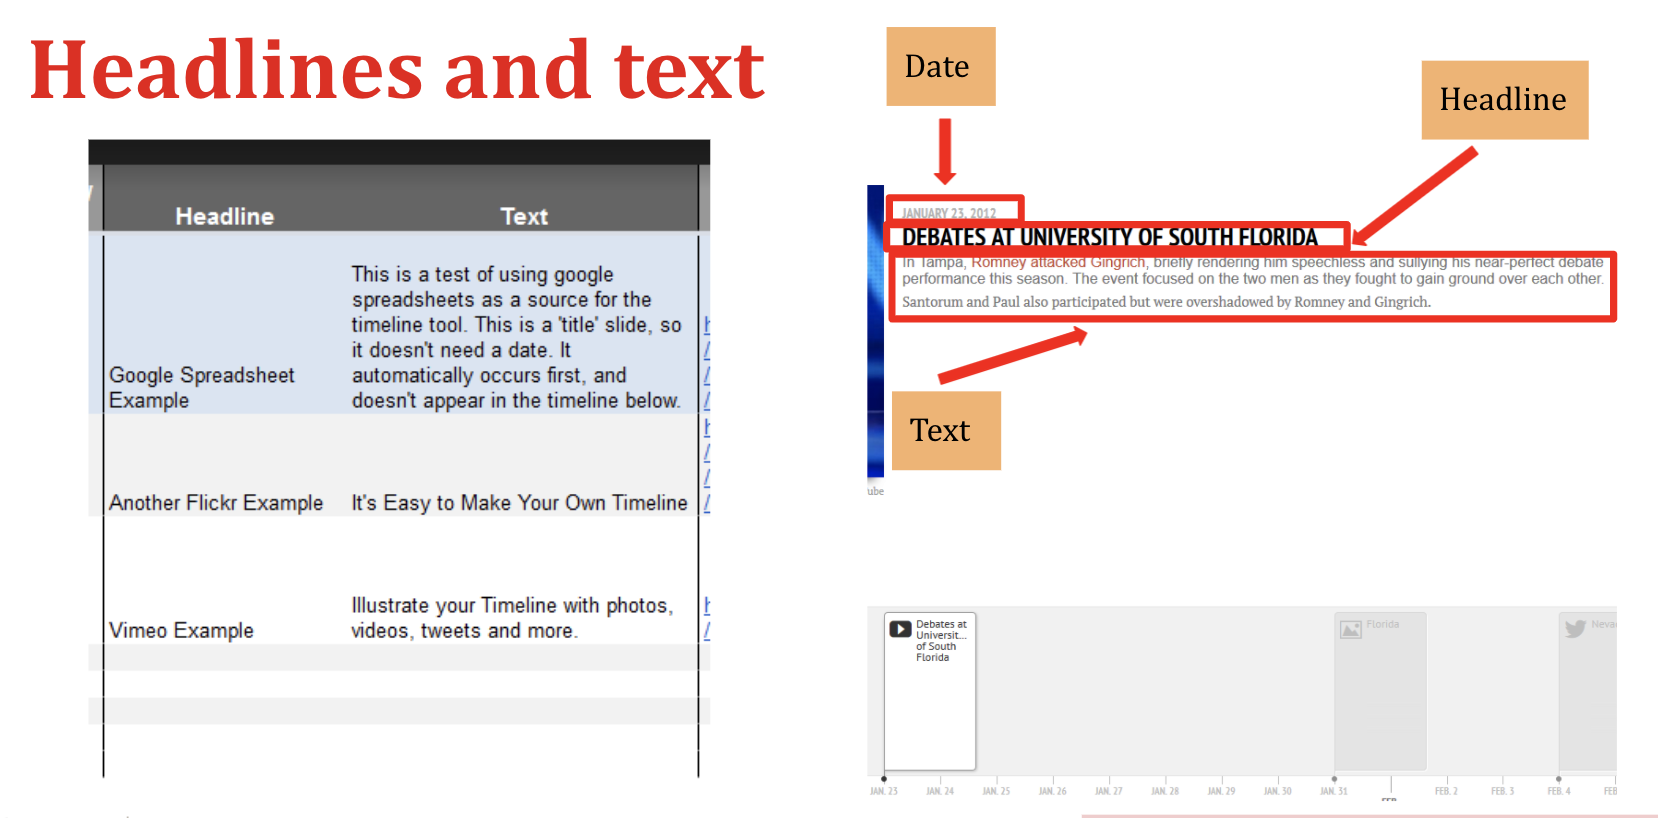 Headlines and text
Headline
Text
This is a test of using google
spreadsheets as a source for the
timeline tool. This is a 'title' slide, so
it doesn't need a date. It
automatically occurs first, and
doesn't appear in the timeline below.
Google Spreadsheet
Example
Another Flickr Example
It's Easy to Make Your Own Timeline
Vimeo Example
Illustrate your Timeline with photos,
videos, tweets and more.
Date
Headline
JANUARY 23, 2012
DEBATES AT UNIVERSITY OF SOUTH FLORIDA
In Tampa, Romney attacked Gingrich, briefly rendering him speechless and sullying his near-perfect debate
performance this season. The event focused on the two men as they fought to gain ground over each other.
Santorum and Paul also participated but were overshadowed by Romney and Gingrich.
Text
ube
Debates at
Universit...
of South
Florida
Florida
Neva
JAN. 23 JAN. 24 JAN. 25 JAN. 26 JAN. 27 JAN. 28 JAN. 29 JAN. 30 JAN. 31 FEB. 2 FEB. 3 FEB. 4 FEB